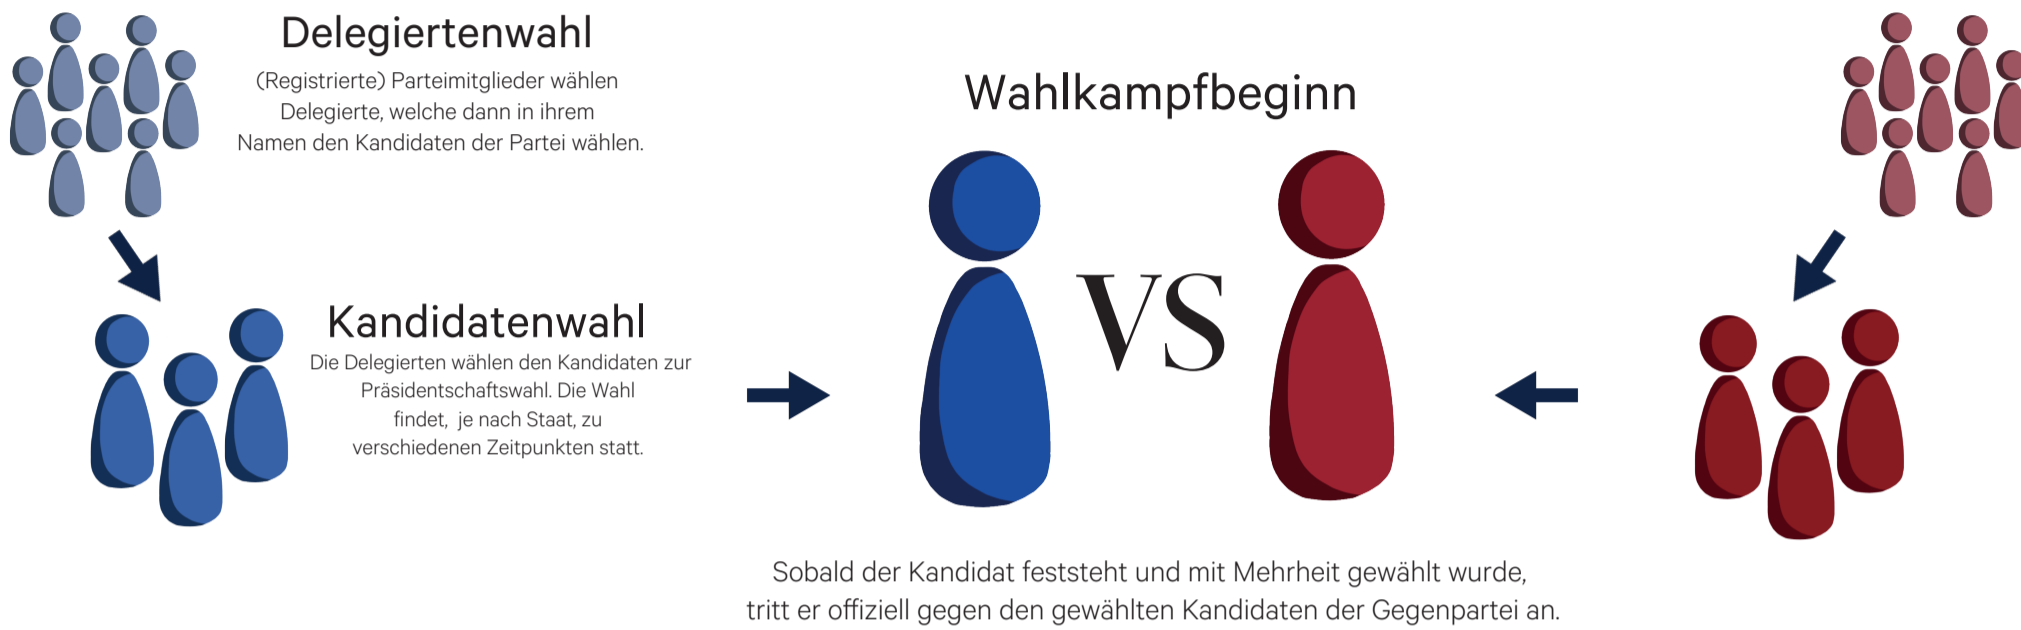 Delegiertenwahl
(Registrierte) Parteimitglieder wählen
Delegierte, welche dann in ihrem
Namen den Kandidaten der Partei wählen.
Kandidatenwahl
Die Delegierten wählen den Kandidaten zur
Präsidentschaftswahl. Die Wahl
findet, je nach Staat, zu
verschiedenen Zeitpunkten statt.
Wahlkampfbeginn
VS
Sobald der Kandidat feststeht und mit Mehrheit gewählt wurde,
tritt er offiziell gegen den gewählten Kandidaten der Gegenpartei an.